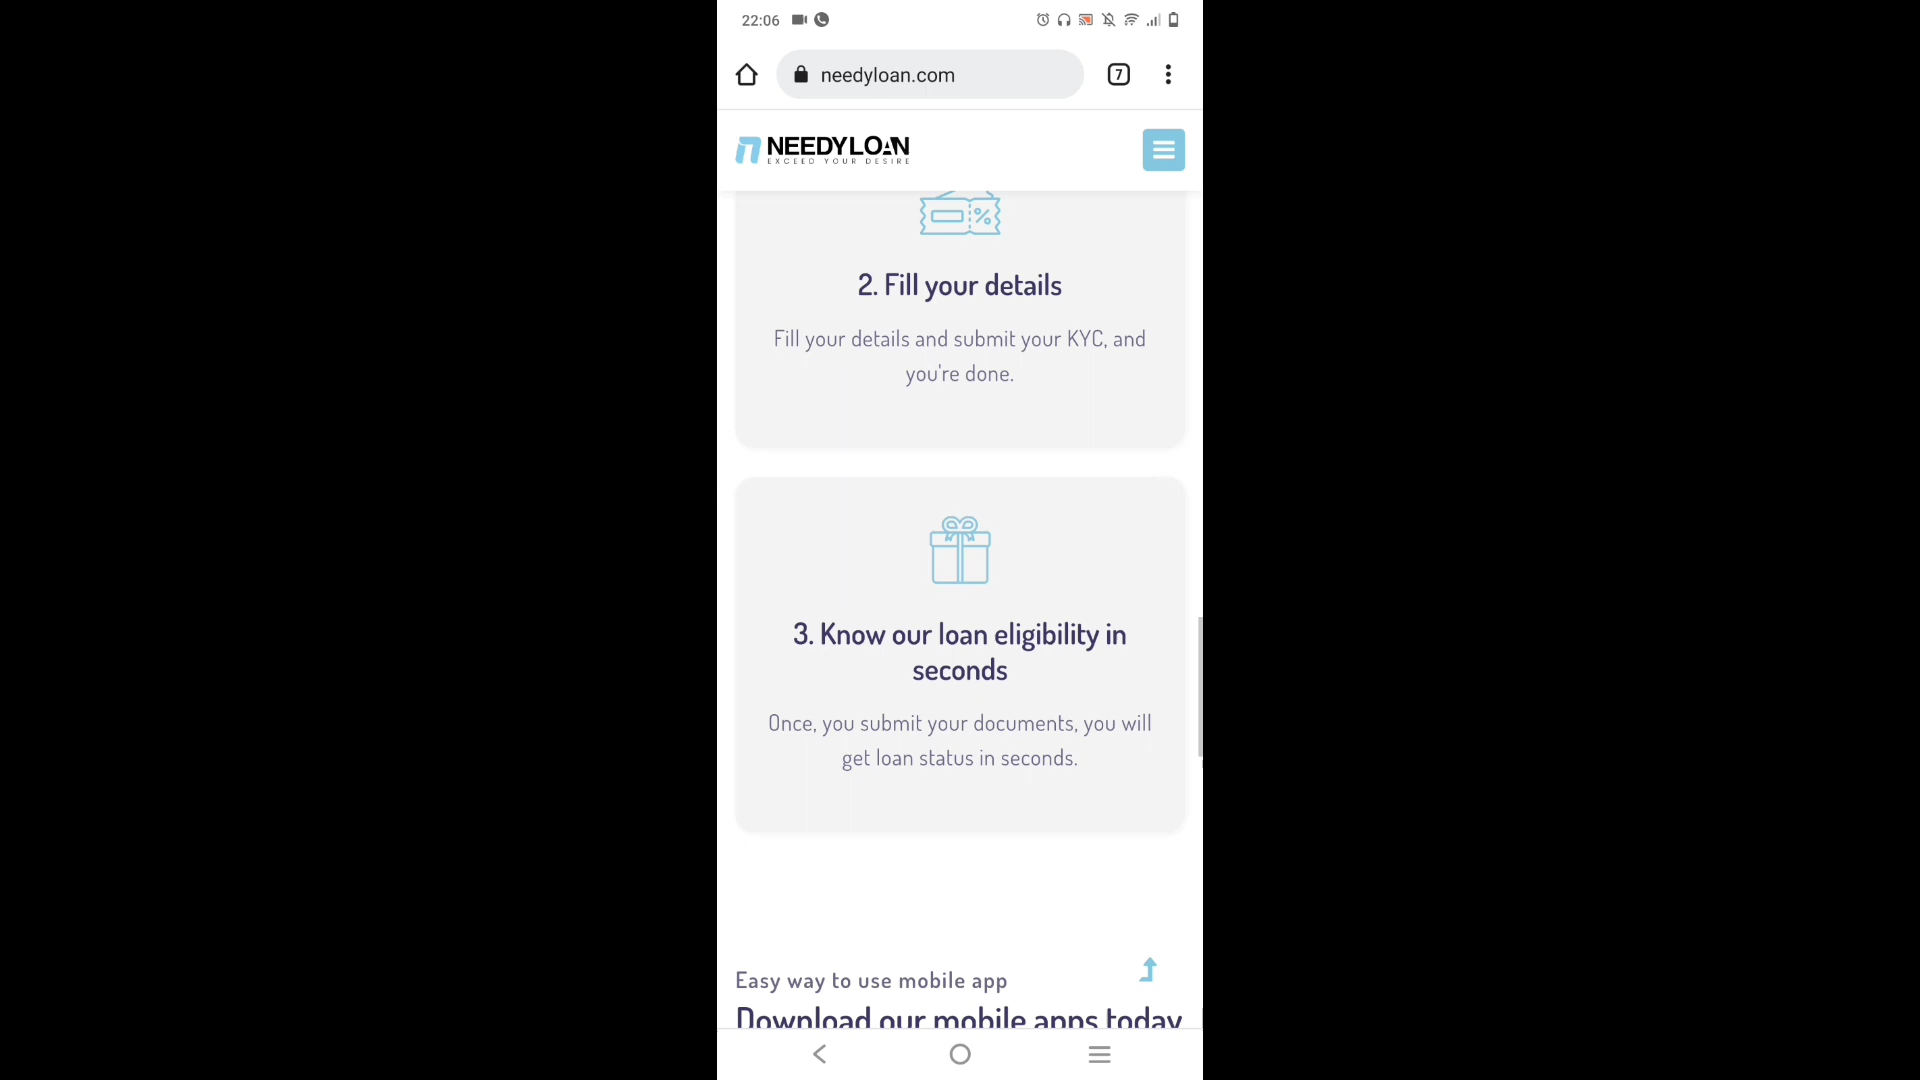 22:06
needyloan.com
7
NEEDYLOAN
EXCEED YOUR DESIRE
%
2. Fill your details
Fill your details and submit your KYC, and
you're done.
3. Know our loan eligibility in
seconds
Once, you submit your documents, you will
get loan status in seconds.
Easy way to use mobile app
Download our mobile apps today